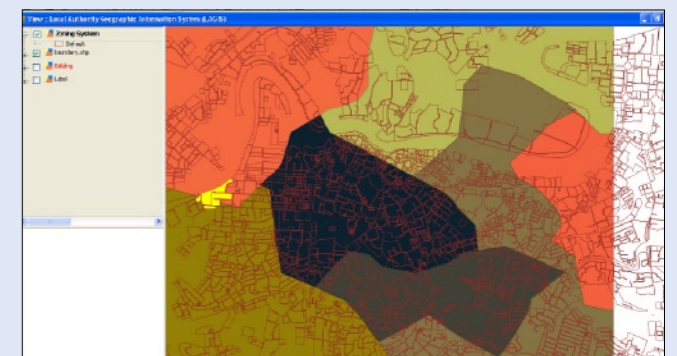 View : Local Authority Geographic Information System (LAGIS)
Zoning System
Default
boundary.shp
Building
Label